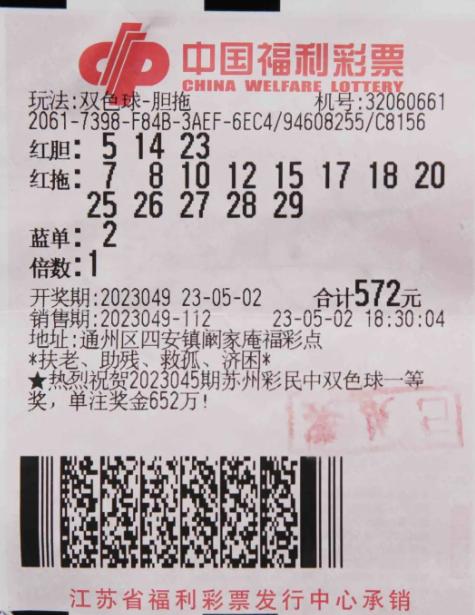 中国福利彩票
CHINA WELFARE LOTTERY
玩法:双色球-胆拖 机号:32060661
2061-7398-F84B-3AEF-6EC4/94608255/C8156
红胆: 5 14 23
红拖: 7 8 10 12 15 17 18 20
25 26 27 28 29
蓝单: 2
倍数:1
开奖期:2023049 23-05-02 合计572元
销售期:2023049-112 23-05-02 18:30:04
地址:通州区四安镇阚家庵福彩点
*扶老、助残、救孤、济困*
★热烈祝贺2023045期苏州彩民中双色球一等
奖，单注奖金652万!
江苏省福利彩票发行中心承销